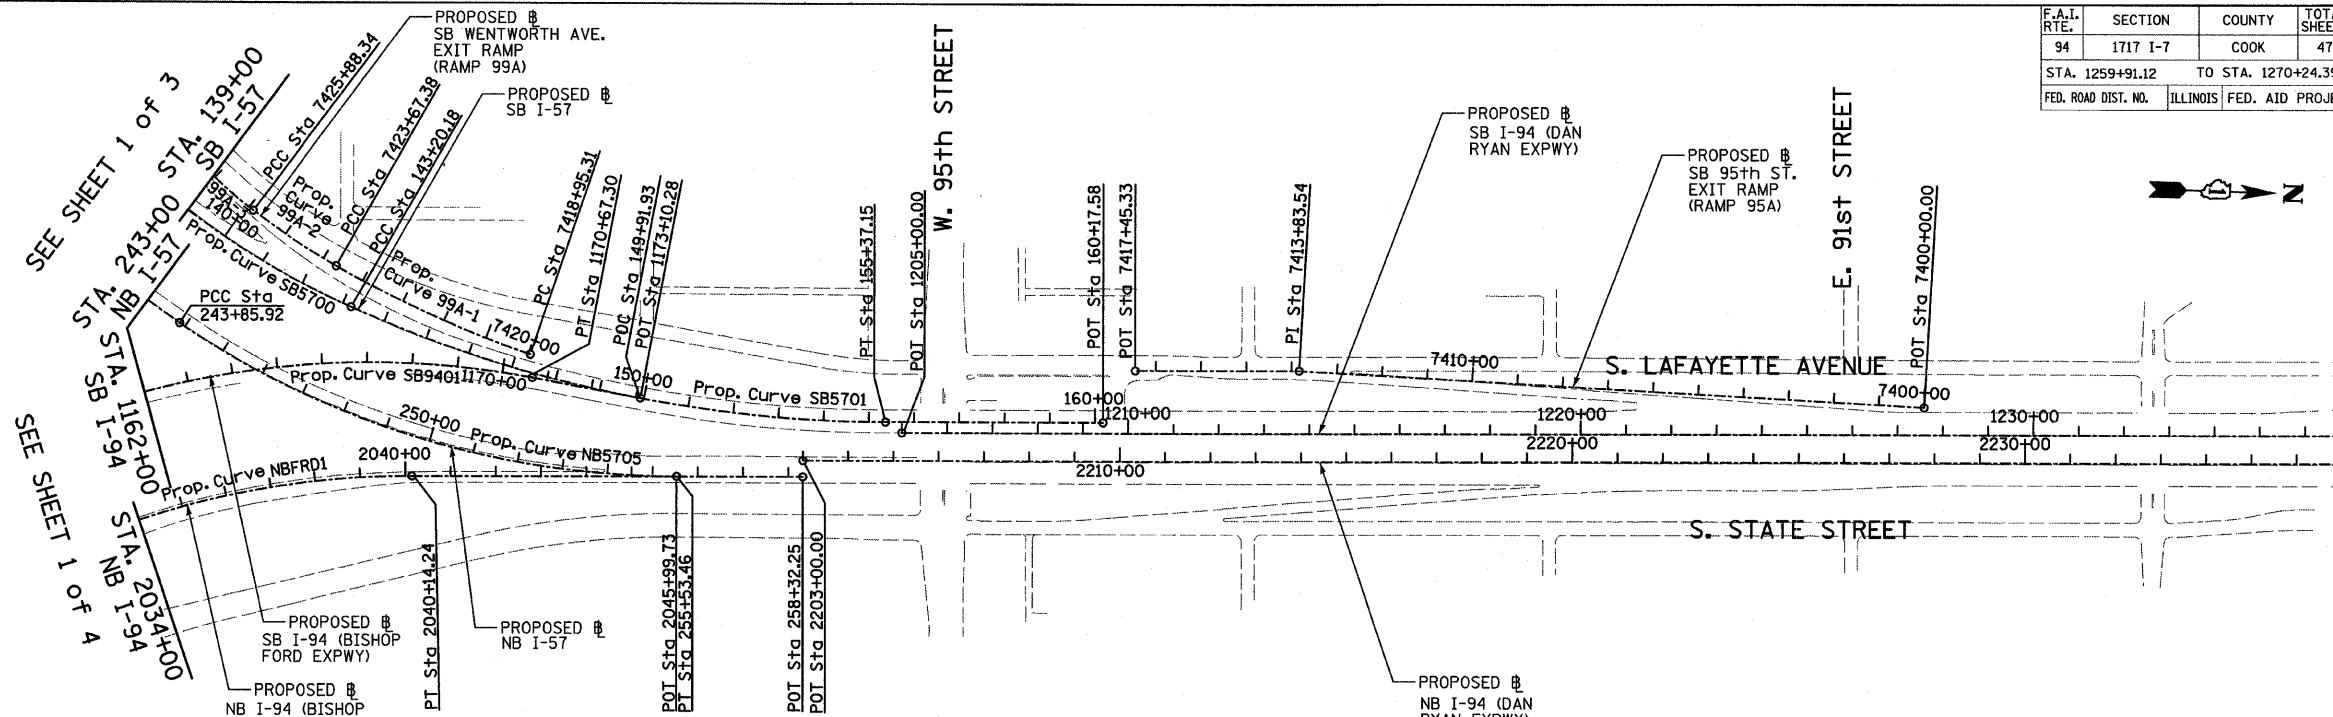 F.A.I.
RTE.
SECTION
COUNTY
94
1717 I-7
COOK
47
STA. 1259+91.12
TO STA. 1270+24.39
FED. ROAD DIST. NO.
ILLINOIS
FED. AID
SEE SHEET 1 of 3
STA. 139+00
SB I-57
STA. 243+00
NB I-57
STA. 1162+00
SB I-94
STA. 2034+00
NB I-94
SEE SHEET 1 of 4
PROPOSED ℄
SB WENTWORTH AVE.
EXIT RAMP
(RAMP 99A)
PROPOSED ℄
SB I-57
PCC Sta 7425+88.34
PCC Sta 7423+67.38
PCC Sta 143+20.18
PC Sta 7418+95.31
PT Sta 1170+67.30
POC Sta 149+91.93
POT Sta 1173+10.28
PT Sta 155+37.15
POT Sta 1205+00.00
W. 95th STREET
POT Sta 160+17.58
POT Sta 7417+45.33
PI Sta 7413+83.54
PROPOSED ℄
SB I-94 (DAN
RYAN EXPWY)
PROPOSED ℄
SB 95th ST.
EXIT RAMP
(RAMP 95A)
E. 91st STREET
POT Sta 7400+00.00
N
99A-3
140+00
Prop.
Curve
99A-2
Prop. Curve SB5700
Prop.
Curve 99A-1
7420+00
PCC Sta
243+85.92
Prop. Curve SB9401
1170+00
150+00
Prop. Curve SB5701
160+00
1210+00
7410+00
S. LAFAYETTE AVENUE
7400+00
1220+00
1230+00
250+00
Prop. Curve NB5705
2040+00
Prop. Curve NBFRD1
2210+00
2220+00
2230+00
S. STATE STREET
PT Sta 2040+14.24
POT Sta 2045+99.73
PT Sta 255+53.46
POT Sta 258+32.25
POT Sta 2203+00.00
PROPOSED ℄
SB I-94 (BISHOP
FORD EXPWY)
PROPOSED ℄
NB I-57
PROPOSED ℄
NB I-94 (BISHOP
PROPOSED ℄
NB I-94 (DAN
RYAN EXPWY)